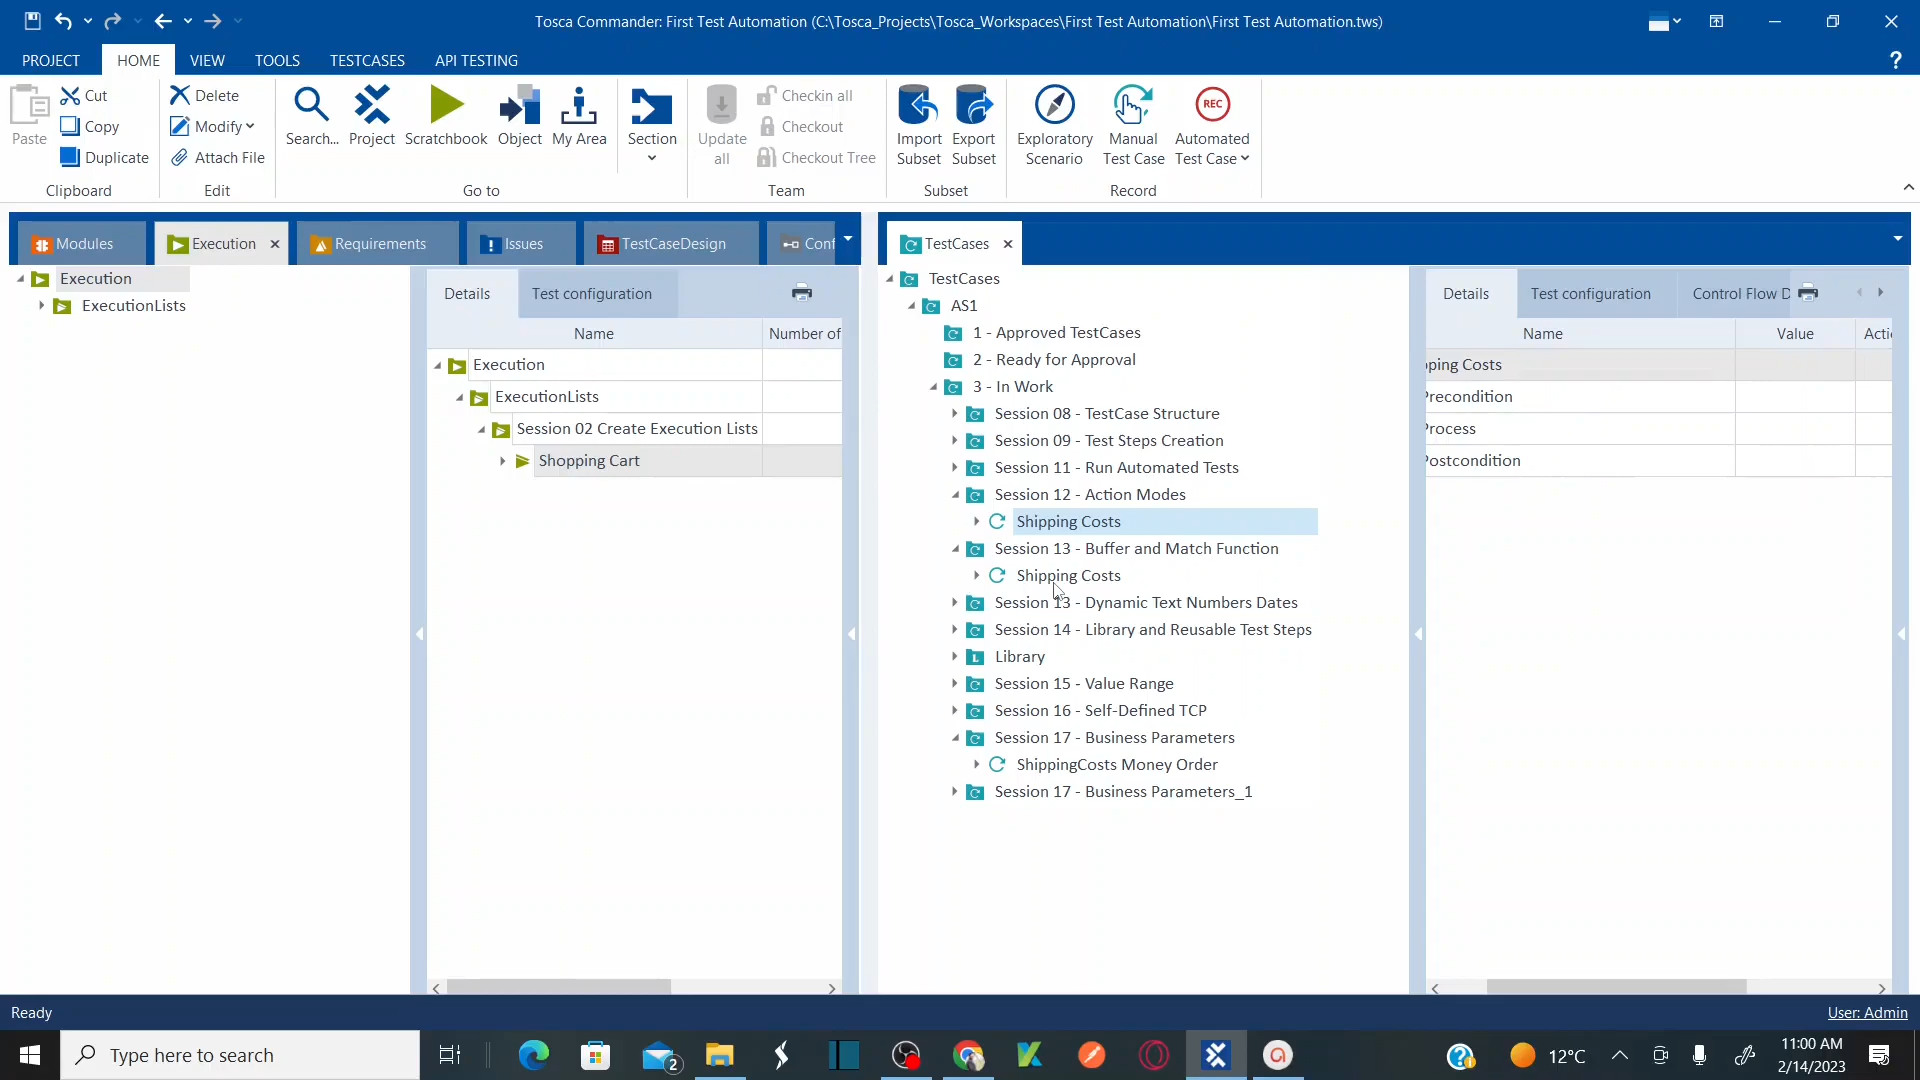 Tosca Commander: First Test Automation (C:\Tosca_Projects\Tosca_Workspaces\First Test Automation\First Test Automation.tws)
PROJECT HOME VIEW TOOLS TESTCASES API TESTING
?
Paste
Cut
Copy
Duplicate
Clipboard
Delete
Modify
Attach File
Edit
Search...
Project
Scratchbook
Object
My Area
Go to
Section
Update all
Checkin all
Checkout
Checkout Tree
Team
Import Subset
Export Subset
Subset
Exploratory Scenario
Manual Test Case
REC
Automated Test Case
Record
Modules Execution Requirements Issues TestCaseDesign Conf
TestCases
Execution
ExecutionLists
Details Test configuration
Name Number of
Execution
ExecutionLists
Session 02 Create Execution Lists
Shopping Cart
TestCases
AS1
1 - Approved TestCases
2 - Ready for Approval
3 - In Work
Session 08 - TestCase Structure
Session 09 - Test Steps Creation
Session 11 - Run Automated Tests
Session 12 - Action Modes
Shipping Costs
Session 13 - Buffer and Match Function
Shipping Costs
Session 13 - Dynamic Text Numbers Dates
Session 14 - Library and Reusable Test Steps
Library
Session 15 - Value Range
Session 16 - Self-Defined TCP
Session 17 - Business Parameters
ShippingCosts Money Order
Session 17 - Business Parameters_1
Details Test configuration Control Flow D
Name Value Acti
ping Costs
Precondition
Process
Postcondition
Ready
User: Admin
Type here to search
2
12°C
11:00 AM
2/14/2023